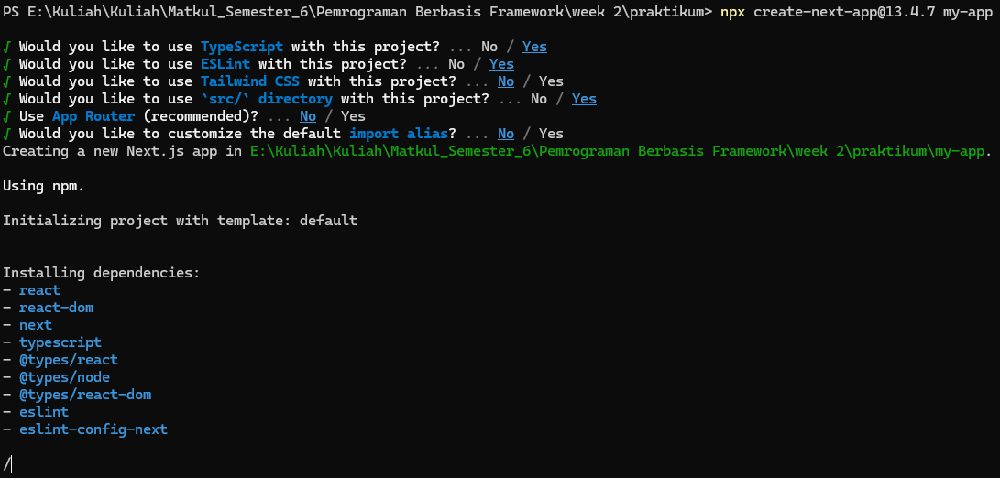 PS E:\Kuliah\Kuliah\Matkul_Semester_6\Pemrograman Berbasis Framework\week 2\praktikum> npx create-next-app@13.4.7 my-app
√ Would you like to use TypeScript with this project? ... No / Yes
√ Would you like to use ESLint with this project? ... No / Yes
√ Would you like to use Tailwind CSS with this project? ... No / Yes
√ Would you like to use `src/` directory with this project? ... No / Yes
√ Use App Router (recommended)? ... No / Yes
√ Would you like to customize the default import alias? ... No / Yes
Creating a new Next.js app in E:\Kuliah\Kuliah\Matkul_Semester_6\Pemrograman Berbasis Framework\week 2\praktikum\my-app.
Using npm.
Initializing project with template: default
Installing dependencies:
- react
- react-dom
- next
- typescript
- @types/react
- @types/node
- @types/react-dom
- eslint
- eslint-config-next
/